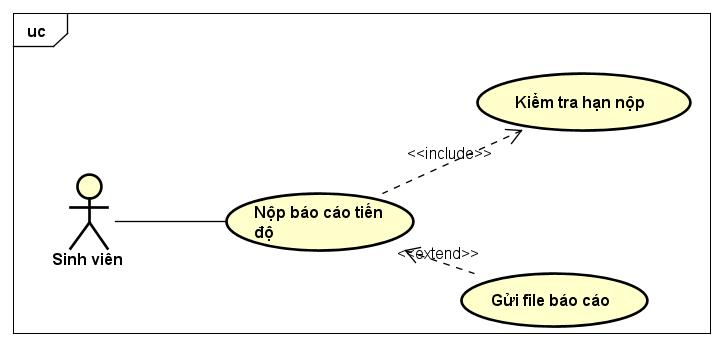 uc
Kiểm tra hạn nộp
<<include>>
Nộp báo cáo tiến
độ
Sinh viên
<<extend>>
Gửi file báo cáo